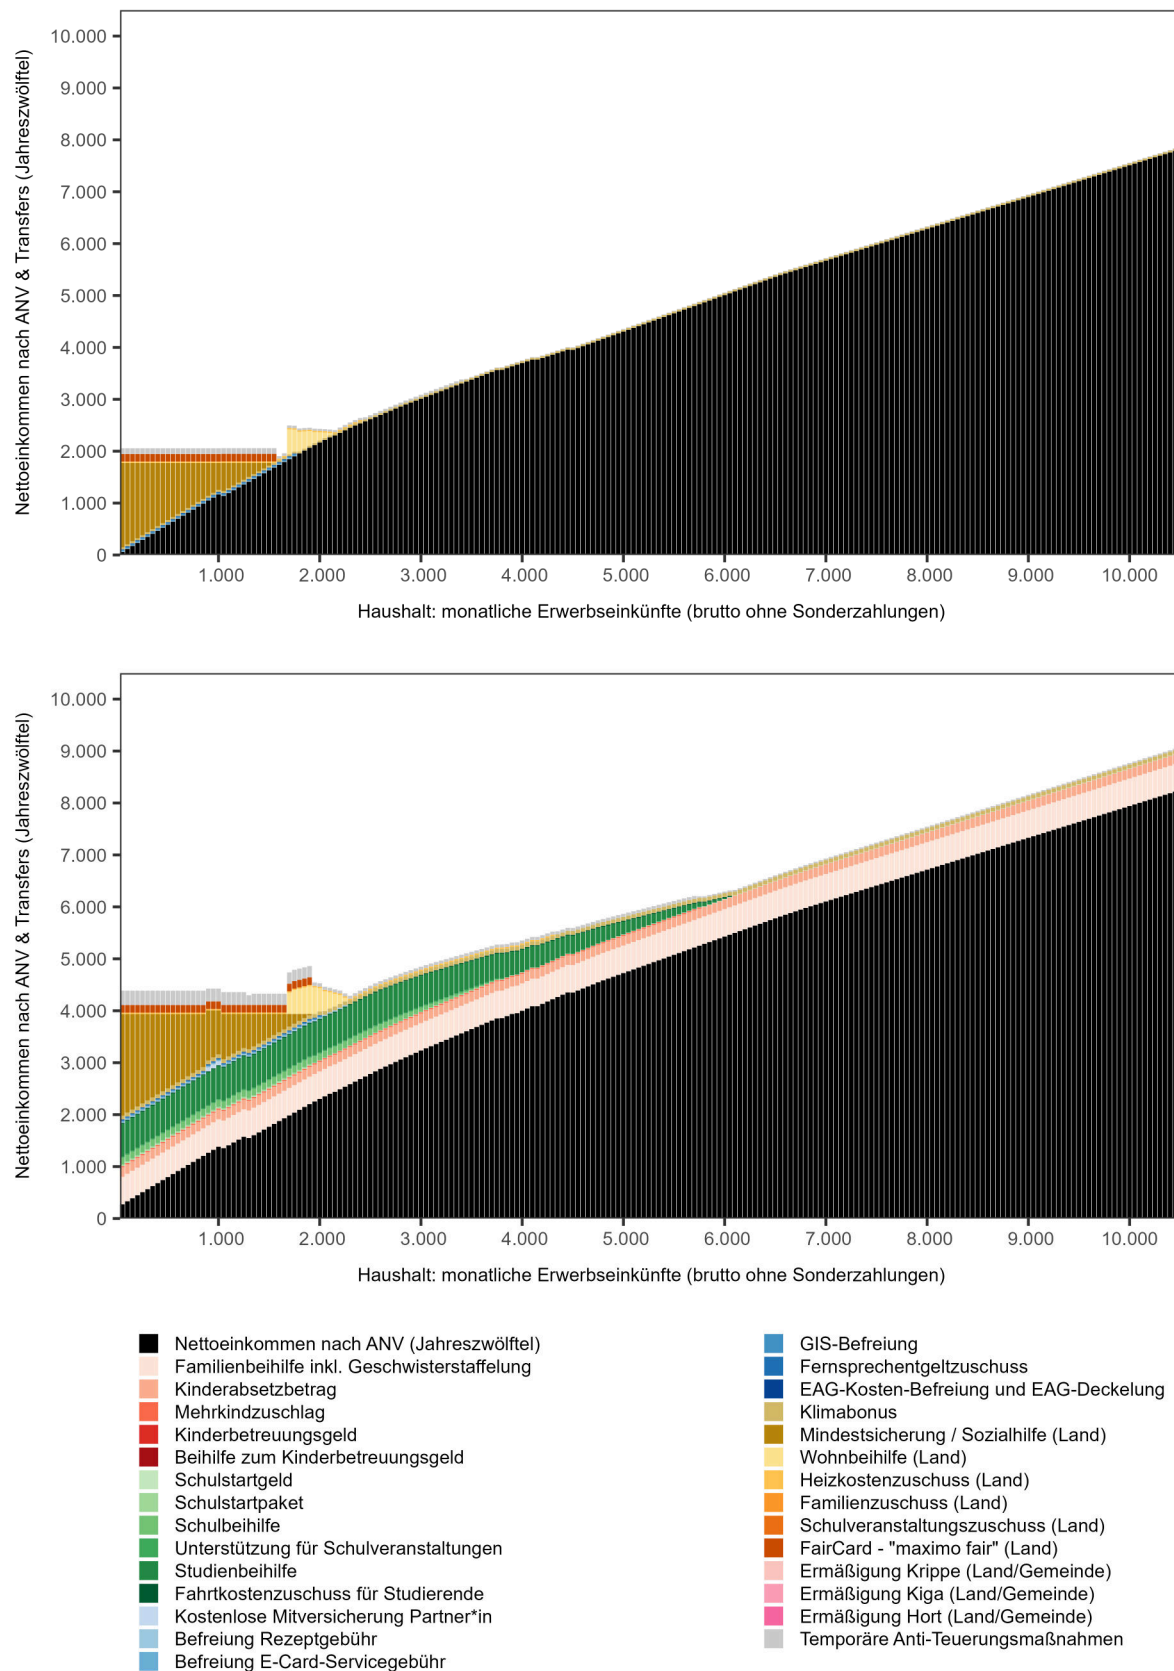 10.000
9.000
8.000
7.000
6.000
5.000
4.000
3.000
2.000
1.000
0
Nettoeinkommen nach ANV & Transfers (Jahreszwölftel)
1.000 2.000 3.000 4.000 5.000 6.000 7.000 8.000 9.000 10.000
Haushalt: monatliche Erwerbseinkünfte (brutto ohne Sonderzahlungen)
10.000
9.000
8.000
7.000
6.000
5.000
4.000
3.000
2.000
1.000
0
Nettoeinkommen nach ANV & Transfers (Jahreszwölftel)
1.000 2.000 3.000 4.000 5.000 6.000 7.000 8.000 9.000 10.000
Haushalt: monatliche Erwerbseinkünfte (brutto ohne Sonderzahlungen)
Nettoeinkommen nach ANV (Jahreszwölftel)
Familienbeihilfe inkl. Geschwisterstaffelung
Kinderabsetzbetrag
Mehrkindzuschlag
Kinderbetreuungsgeld
Beihilfe zum Kinderbetreuungsgeld
Schulstartgeld
Schulstartpaket
Schulbeihilfe
Unterstützung für Schulveranstaltungen
Studienbeihilfe
Fahrtkostenzuschuss für Studierende
Kostenlose Mitversicherung Partner*in
Befreiung Rezeptgebühr
Befreiung E-Card-Servicegebühr
GIS-Befreiung
Fernsprechentgeltzuschuss
EAG-Kosten-Befreiung und EAG-Deckelung
Klimabonus
Mindestsicherung / Sozialhilfe (Land)
Wohnbeihilfe (Land)
Heizkostenzuschuss (Land)
Familienzuschuss (Land)
Schulveranstaltungszuschuss (Land)
FairCard - "maximo fair" (Land)
Ermäßigung Krippe (Land/Gemeinde)
Ermäßigung Kiga (Land/Gemeinde)
Ermäßigung Hort (Land/Gemeinde)
Temporäre Anti-Teuerungsmaßnahmen